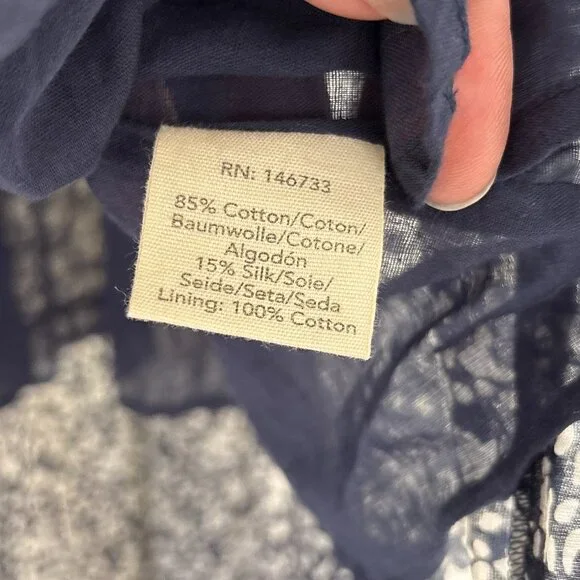 RN: 146733
85% Cotton/Coton/
Baumwolle/Cotone/
Algodón
15% Silk/Soie/
Seide/Seta/Seda
Lining: 100% Cotton